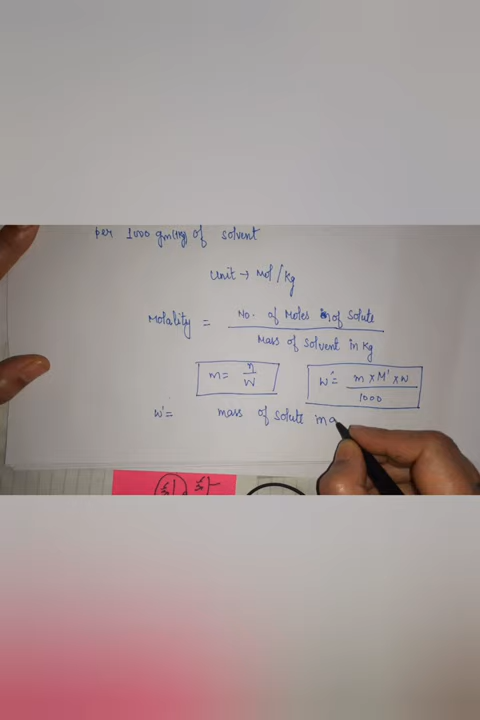 per 1000 gm(1kg) of solvent
Unit → Mol/Kg
Molality = No. of Moles of Solute
Mass of Solvent in Kg
m = n/W
w' = m x M' x w / 1000
w' = mass of solute in g